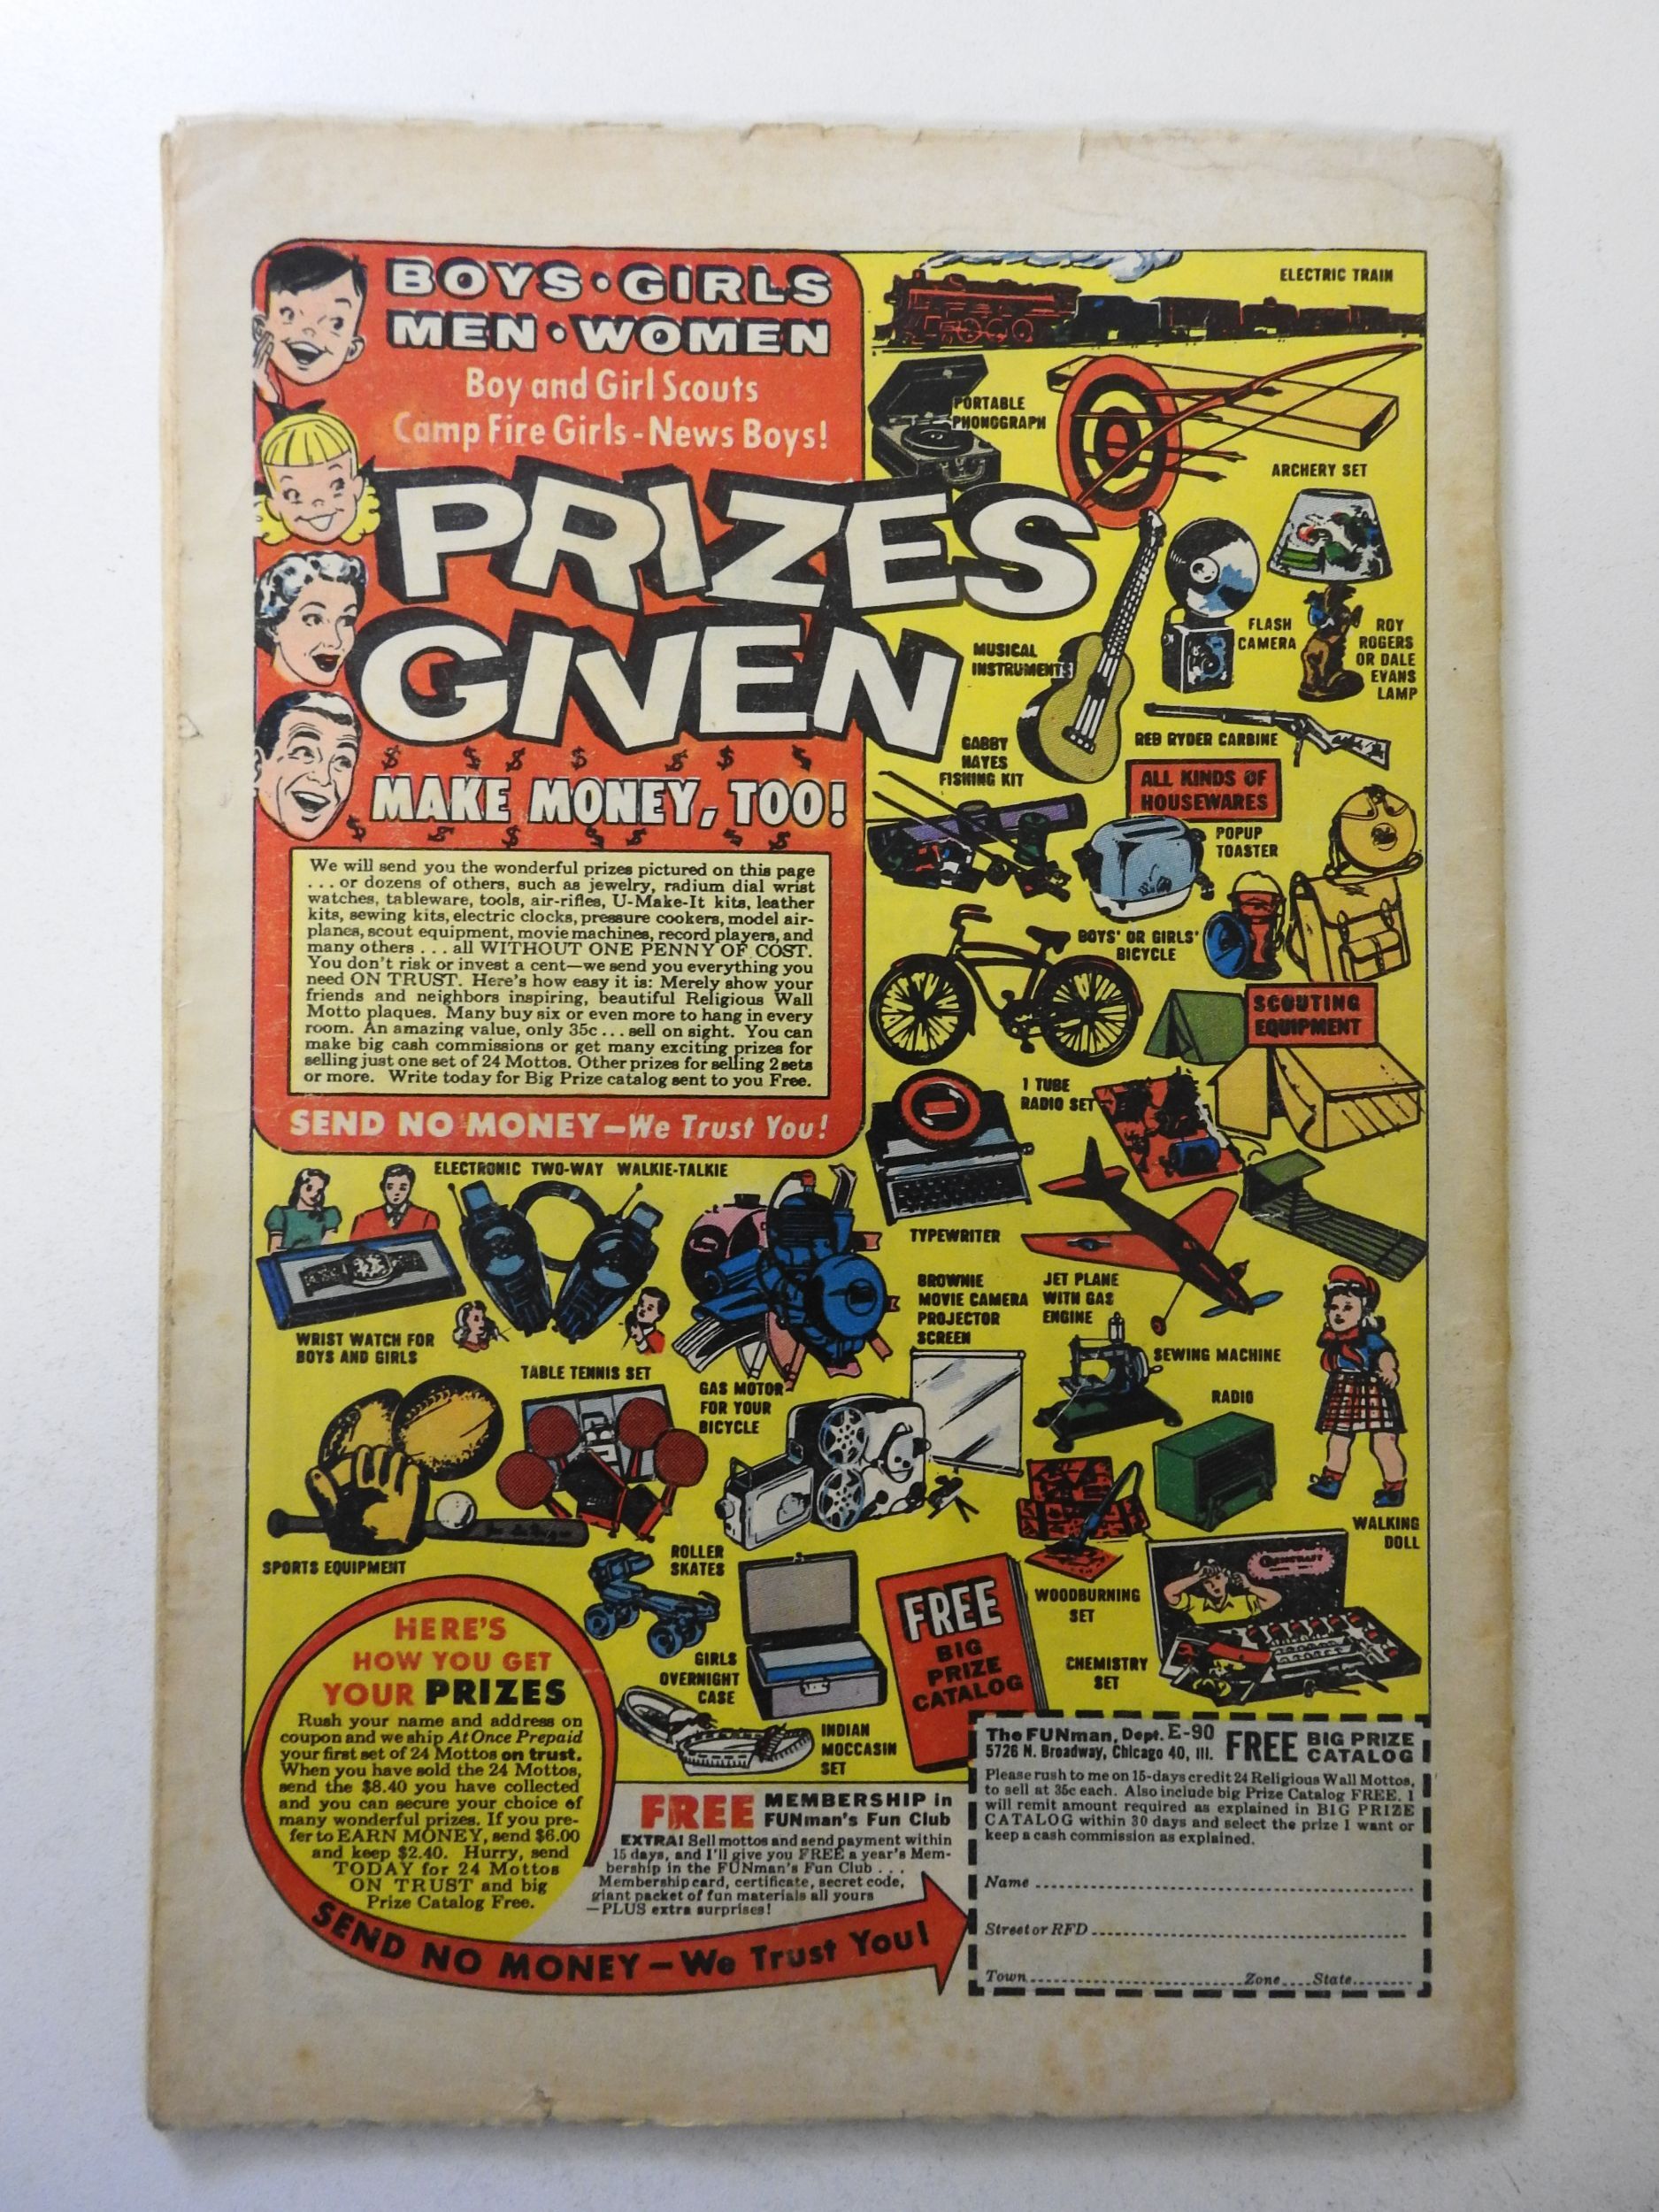 BOYS • GIRLS
MEN • WOMEN
Boy and Girl Scouts
Camp Fire Girls - News Boys!
PRIZES
GIVEN
$ $ $ $ $ $ $
MAKE MONEY, TOO!
$ $ $ $ $ $ $
We will send you the wonderful prizes pictured on this page
. . . or dozens of others, such as jewelry, radium dial wrist
watches, tableware, tools, air-rifles, U-Make-It kits, leather
kits, sewing kits, electric clocks, pressure cookers, model air-
planes, scout equipment, movie machines, record players, and
many others . . . all WITHOUT ONE PENNY OF COST.
You don't risk or invest a cent—we send you everything you
need ON TRUST. Here's how easy it is: Merely show your
friends and neighbors inspiring, beautiful Religious Wall
Motto plaques. Many buy six or even more to hang in every
room. An amazing value, only 35c . . . sell on sight. You can
make big cash commissions or get many exciting prizes for
selling just one set of 24 Mottos. Other prizes for selling 2 sets
or more. Write today for Big Prize catalog sent to you Free.
SEND NO MONEY—We Trust You!
ELECTRIC TRAIN
PORTABLE
PHONOGRAPH
ARCHERY SET
MUSICAL
INSTRUMENTS
FLASH
CAMERA
ROY
ROGERS
OR DALE
EVANS
LAMP
GABBY
HAYES
FISHING KIT
RED RYDER CARBINE
ALL KINDS OF
HOUSEWARES
POPUP
TOASTER
BOYS' OR GIRLS'
BICYCLE
SCOUTING
EQUIPMENT
1 TUBE
RADIO SET
TYPEWRITER
ELECTRONIC TWO-WAY WALKIE-TALKIE
WRIST WATCH FOR
BOYS AND GIRLS
TABLE TENNIS SET
GAS MOTOR
FOR YOUR
BICYCLE
BROWNIE
MOVIE CAMERA
PROJECTOR
SCREEN
JET PLANE
WITH GAS
ENGINE
SEWING MACHINE
RADIO
WALKING
DOLL
SPORTS EQUIPMENT
ROLLER
SKATES
GIRLS
OVERNIGHT
CASE
INDIAN
MOCCASIN
SET
FREE
BIG
PRIZE
CATALOG
WOODBURNING
SET
CHEMISTRY
SET
HERE'S
HOW YOU GET
YOUR PRIZES
Rush your name and address on
coupon and we ship At Once Prepaid
your first set of 24 Mottos on trust.
When you have sold the 24 Mottos,
send the $8.40 you have collected
and you can secure your choice of
many wonderful prizes. If you pre-
fer to EARN MONEY, send $6.00
and keep $2.40. Hurry, send
TODAY for 24 Mottos
ON TRUST and big
Prize Catalog Free.
SEND NO MONEY—We Trust You!
FREE MEMBERSHIP in
FUNman's Fun Club
EXTRA! Sell mottos and send payment within
15 days, and I'll give you FREE a year's Mem-
bership in the FUNman's Fun Club . . .
Membership card, certificate, secret code,
giant packet of fun materials all yours
—PLUS extra surprises!
The FUNman, Dept. E-90
5726 N. Broadway, Chicago 40, Ill.
FREE BIG PRIZE
CATALOG
Please rush to me on 15-days credit 24 Religious Wall Mottos,
to sell at 35c each. Also include big Prize Catalog FREE. I
will remit amount required as explained in BIG PRIZE
CATALOG within 30 days and select the prize I want or
keep a cash commission as explained.
Name
Street or RFD
Town Zone State